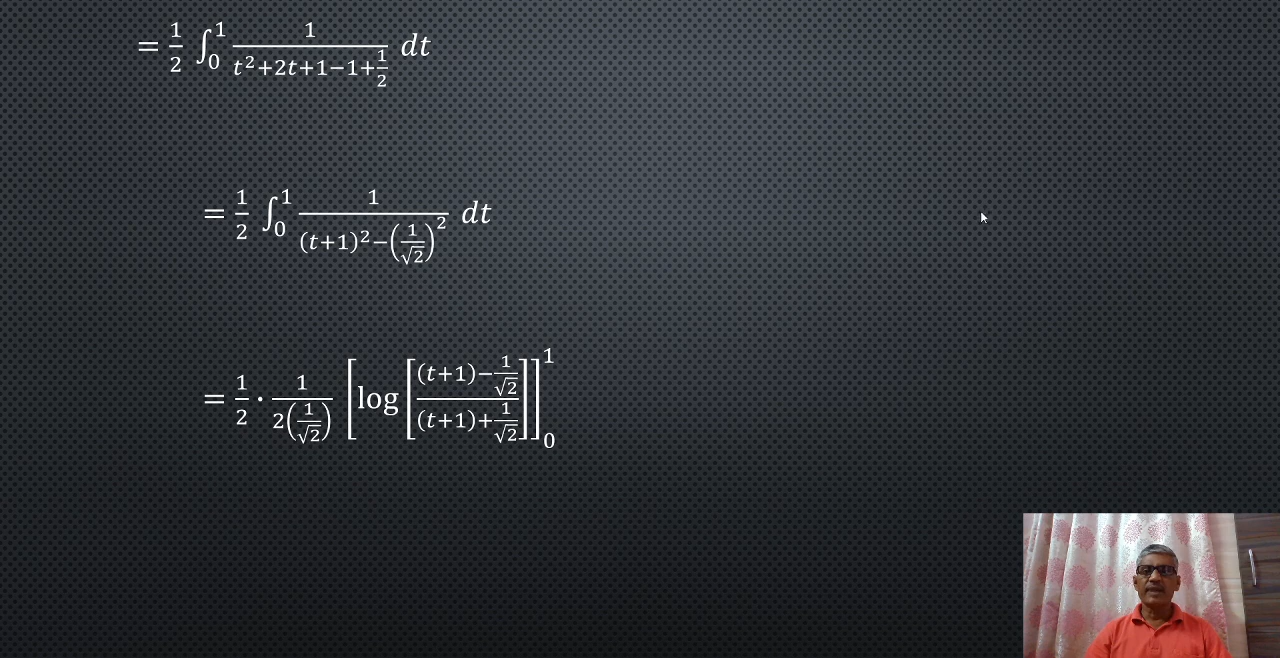 = 1/2 ∫₀¹ 1/(t²+2t+1−1+1/2) dt
= 1/2 ∫₀¹ 1/((t+1)²−(1/√2)²) dt
= 1/2 · 1/(2(1/√2)) [log[((t+1)−1/√2)/((t+1)+1/√2)]]₀¹